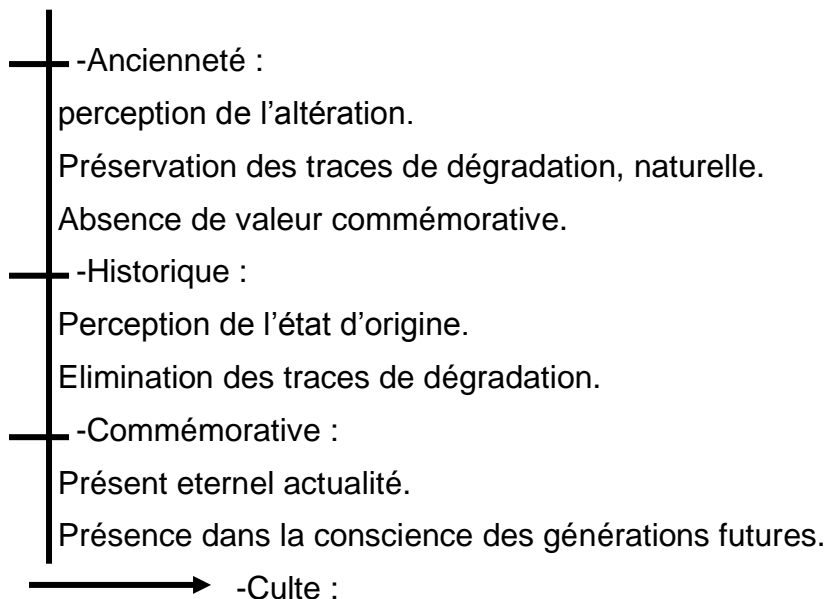 -Ancienneté :
perception de l’altération.
Préservation des traces de dégradation, naturelle.
Absence de valeur commémorative.
-Historique :
Perception de l’état d’origine.
Elimination des traces de dégradation.
-Commémorative :
Présent eternel actualité.
Présence dans la conscience des générations futures.
-Culte :